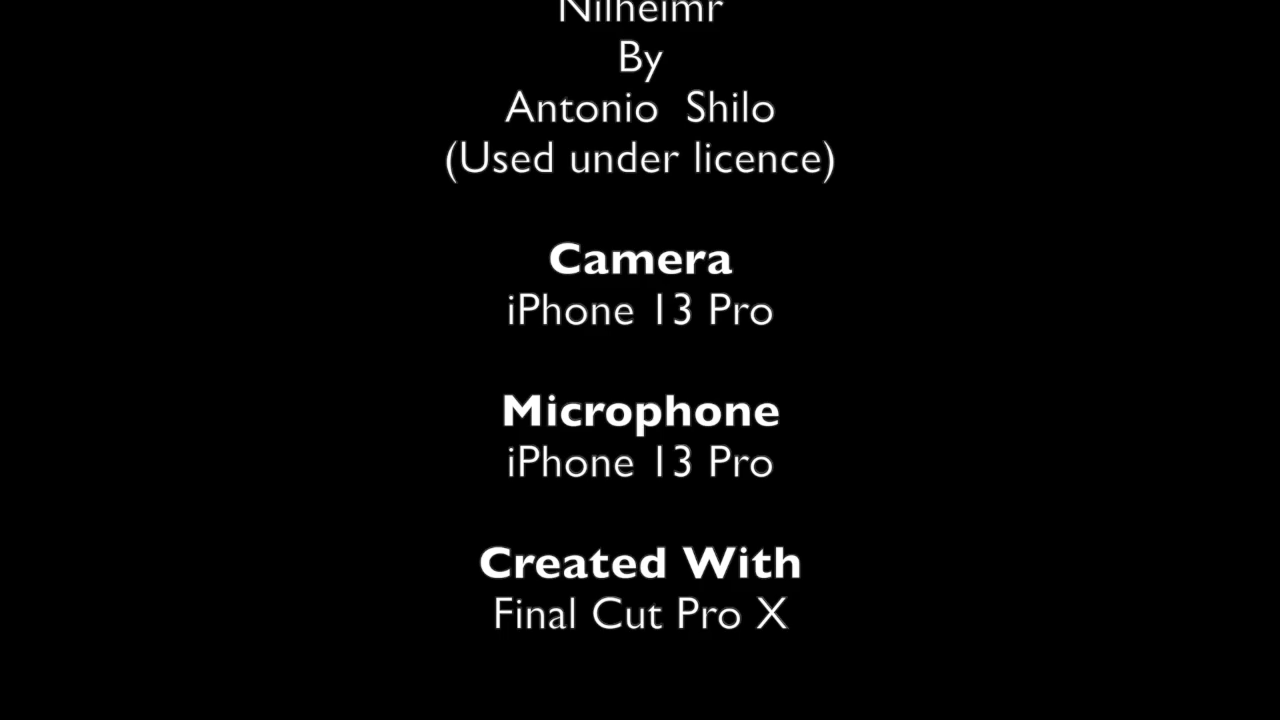 Nilheimr
By
Antonio Shilo
(Used under licence)
Camera
iPhone 13 Pro
Microphone
iPhone 13 Pro
Created With
Final Cut Pro X